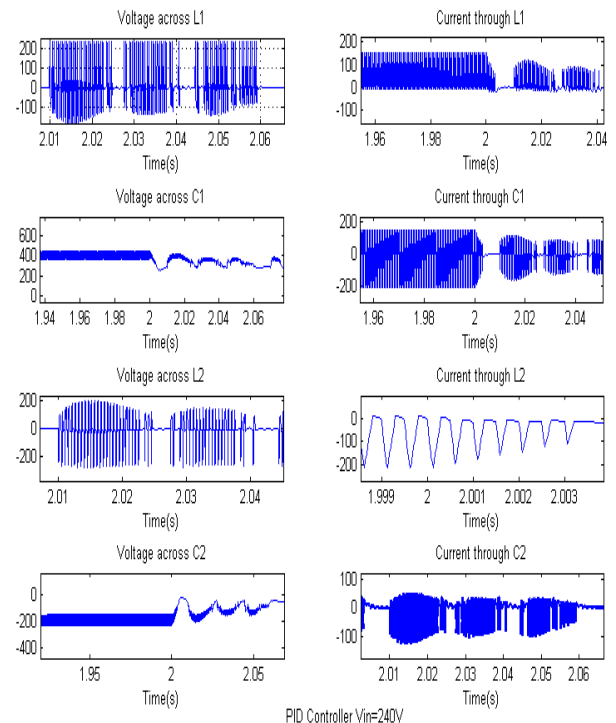 Voltage across L1
200
100
0
-100
2.01 2.02 2.03 2.04 2.05 2.06
Time(s)
Current through L1
200
100
0
-100
1.96 1.98 2 2.02 2.04
Time(s)
Voltage across C1
600
400
200
0
1.94 1.96 1.98 2 2.02 2.04 2.06
Time(s)
Current through C1
200
0
-200
1.96 1.98 2 2.02 2.04
Time(s)
Voltage across L2
200
0
-200
2.01 2.02 2.03 2.04
Time(s)
Current through L2
0
-100
-200
1.999 2 2.001 2.002 2.003
Time(s)
Voltage across C2
0
-200
-400
1.95 2 2.05
Time(s)
Current through C2
100
0
-100
2.01 2.02 2.03 2.04 2.05 2.06
Time(s)
PID Controller Vin=240V